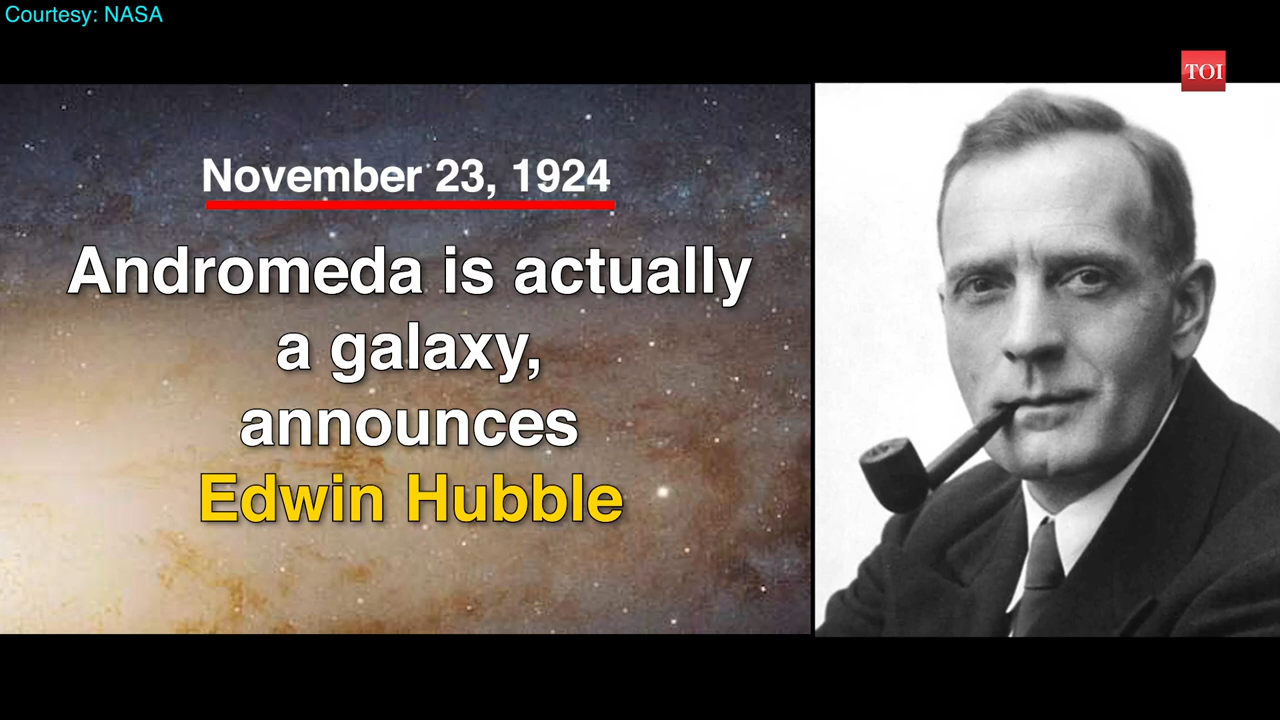 Courtesy: NASA
TOI
November 23, 1924
Andromeda is actually
a galaxy,
announces
Edwin Hubble